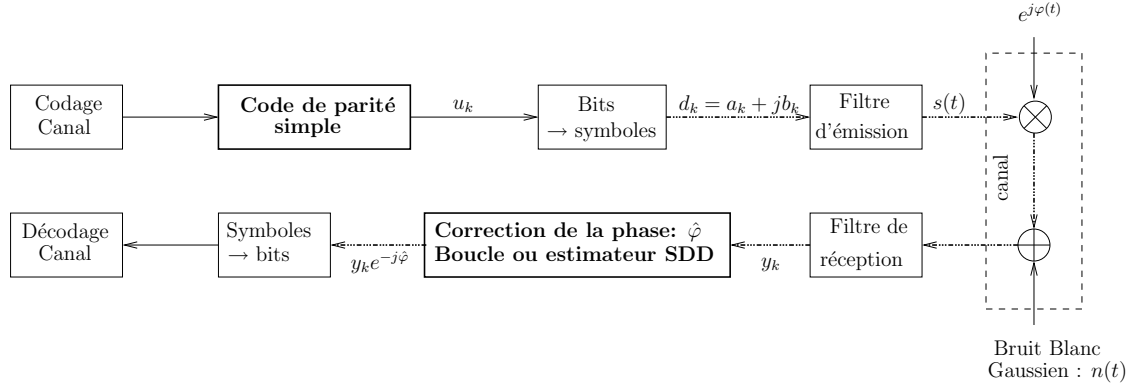 e^{jφ(t)}
Codage
Canal
Code de parité
simple
u_k
Bits
→ symboles
d_k = a_k + jb_k
Filtre
d'émission
s(t)
canal
Décodage
Canal
Symboles
→ bits
y_k e^{-jφ̂}
Correction de la phase: φ̂
Boucle ou estimateur SDD
y_k
Filtre de
réception
Bruit Blanc
Gaussien : n(t)